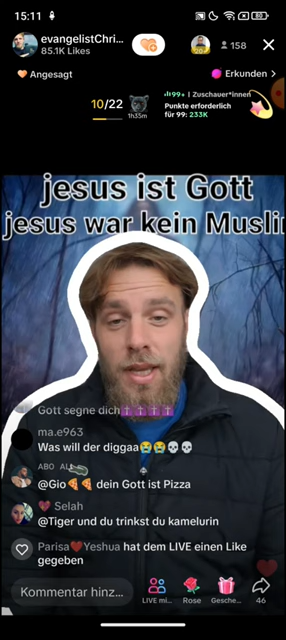 15:11
80
evangelistChri...
85.1K Likes
158
Angesagt
Erkunden >
10/22
1h35m
99+ | Zuschauer*innen
Punkte erforderlich
für 99: 233K
jesus ist Gott
jesus war kein Muslim
Gott segne dich
ma.e963
Was will der diggaa😭😭💀💀
ABO ALI
@Gio🍕🍕 dein Gott ist Pizza
Selah
@Tiger und du trinkst du kamelurin
Parisa❤️Yeshua hat dem LIVE einen Like
gegeben
Kommentar hinz...
LIVE mi...
Rose
Gesche...
46